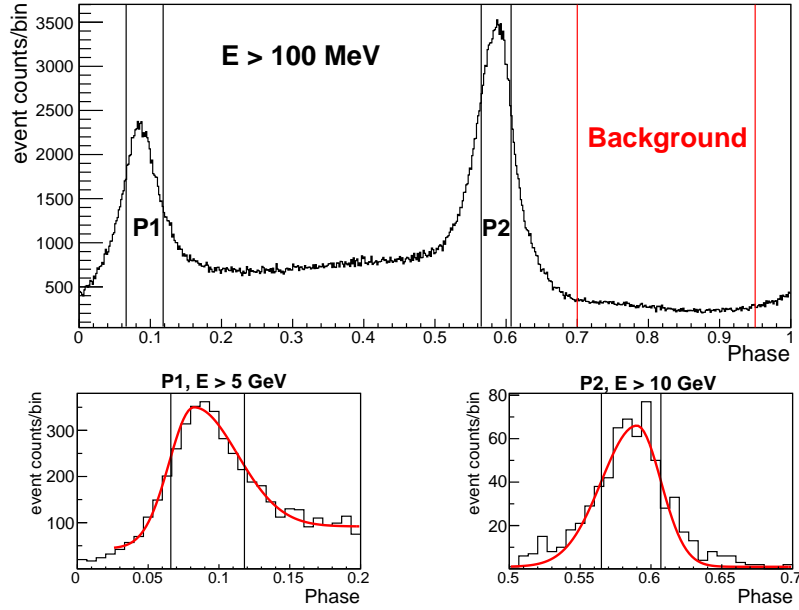 event counts/bin
3500
3000
2500
2000
1500
1000
500
E > 100 MeV
Background
P1
P2
0 0.1 0.2 0.3 0.4 0.5 0.6 0.7 0.8 0.9 1
Phase
P1, E > 5 GeV
event counts/bin
300
200
100
0 0.05 0.1 0.15 0.2
Phase
P2, E > 10 GeV
event counts/bin
80
60
40
20
0
0.5 0.55 0.6 0.65 0.7
Phase